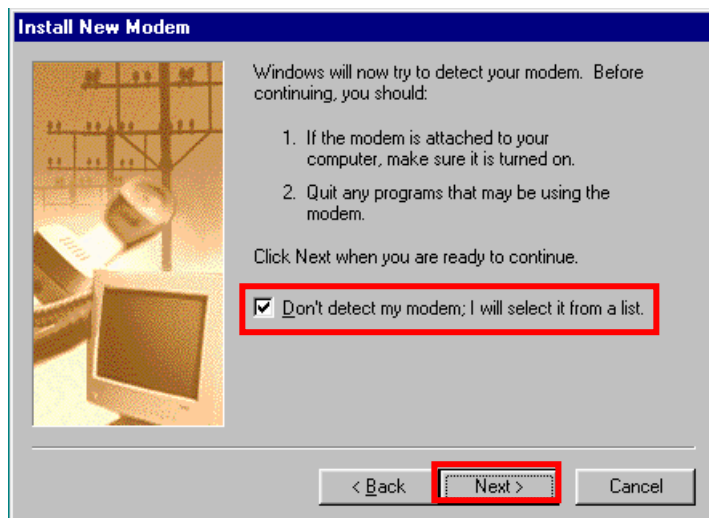 Install New Modem
Windows will now try to detect your modem. Before
continuing, you should:
1. If the modem is attached to your
computer, make sure it is turned on.
2. Quit any programs that may be using the
modem.
Click Next when you are ready to continue.
Don't detect my modem; I will select it from a list.
< Back
Next >
Cancel